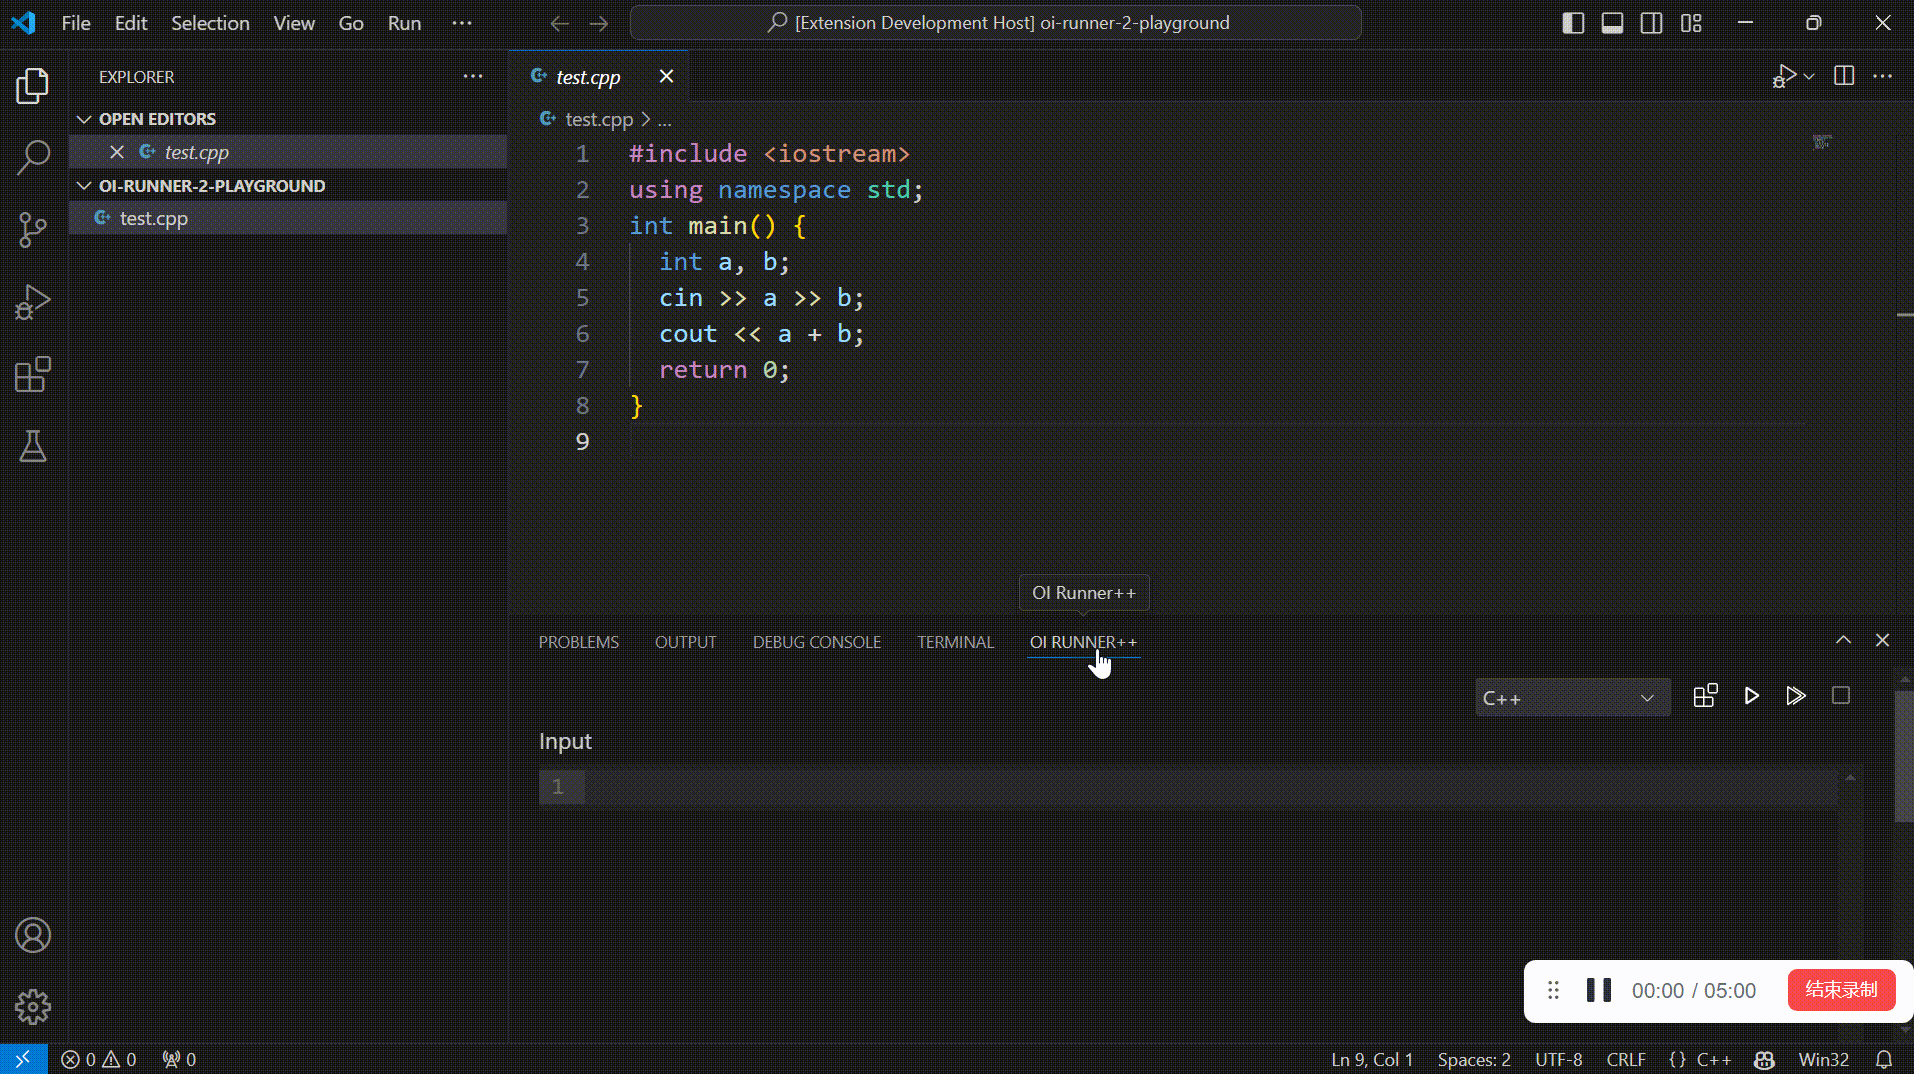 File Edit Selection View Go Run ···
[Extension Development Host] oi-runner-2-playground
EXPLORER
OPEN EDITORS
test.cpp
OI-RUNNER-2-PLAYGROUND
test.cpp
test.cpp
test.cpp > ...
1 #include <iostream>
2 using namespace std;
3 int main() {
4 int a, b;
5 cin >> a >> b;
6 cout << a + b;
7 return 0;
8 }
9
OI Runner++
PROBLEMS OUTPUT DEBUG CONSOLE TERMINAL OI RUNNER++
C++
Input
1
00:00 / 05:00 结束录制
0 0 0
Ln 9, Col 1 Spaces: 2 UTF-8 CRLF {} C++ Win32